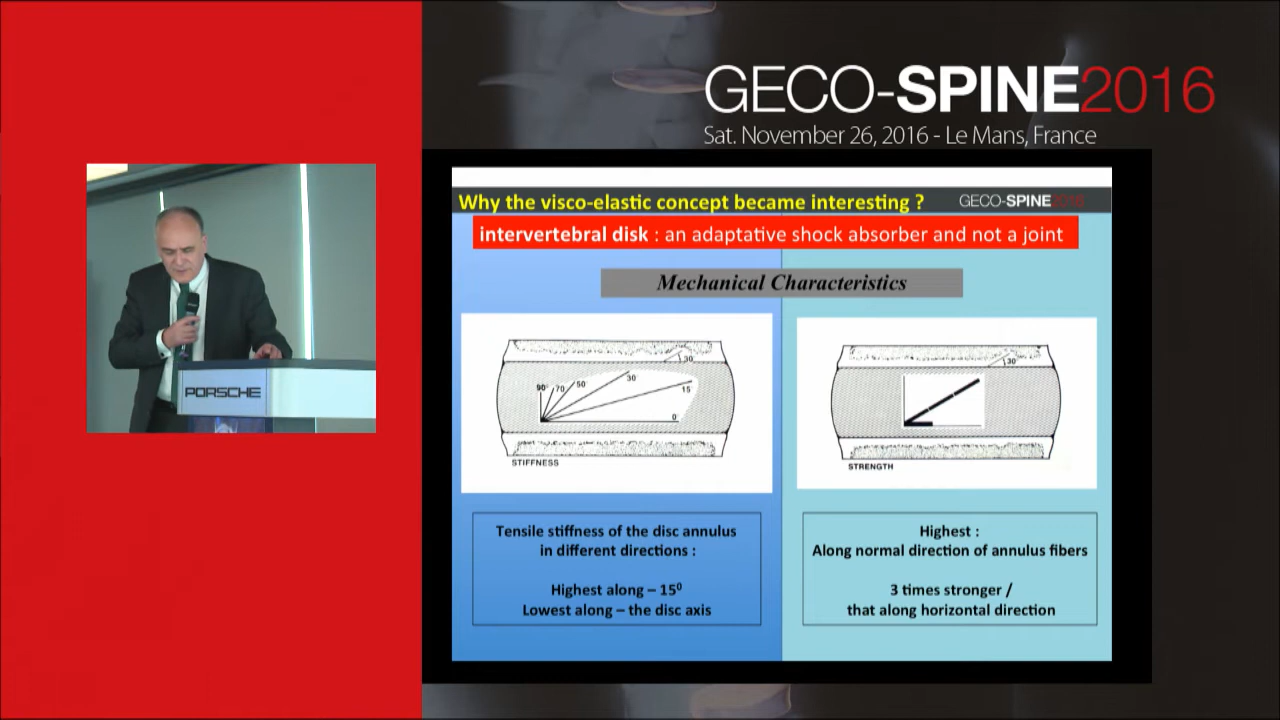 GECO-SPINE2016
Sat. November 26, 2016 - Le Mans, France
PORSCHE
Why the visco-elastic concept became interesting ?
GECO-SPINE2016
intervertebral disk : an adaptative shock absorber and not a joint
Mechanical Characteristics
30
90 70 50 30 15 0
STIFFNESS
30
STRENGTH
Tensile stiffness of the disc annulus
in different directions :
Highest along – 15⁰
Lowest along – the disc axis
Highest :
Along normal direction of annulus fibers
3 times stronger /
that along horizontal direction